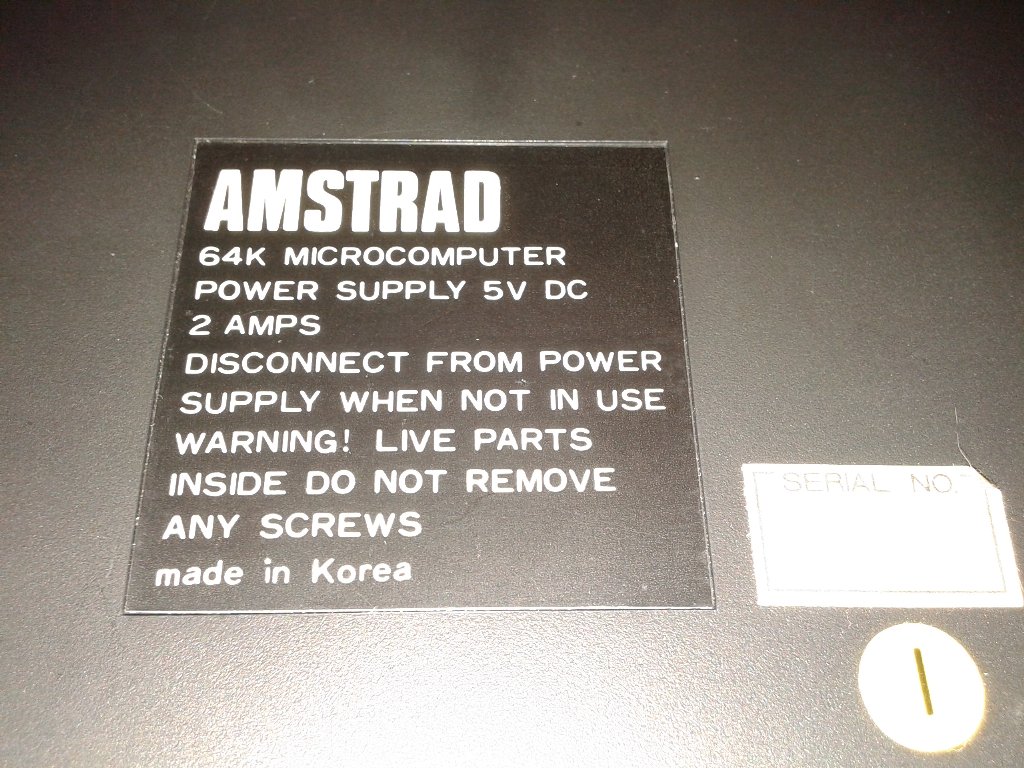 AMSTRAD
64K MICROCOMPUTER
POWER SUPPLY 5V DC
2 AMPS
DISCONNECT FROM POWER
SUPPLY WHEN NOT IN USE
WARNING! LIVE PARTS
INSIDE DO NOT REMOVE
ANY SCREWS
made in Korea
SERIAL NO.
I